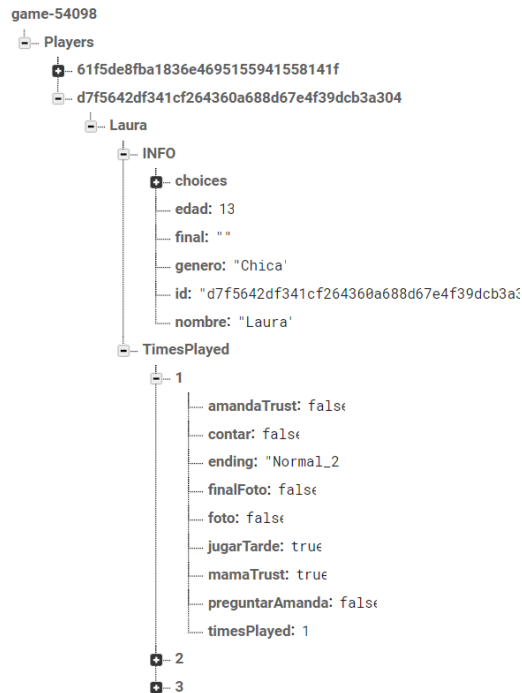 game-54098
Players
61f5de8fba1836e4695155941558141f
d7f5642df341cf264360a688d67e4f39dcb3a304
Laura
INFO
choices
edad: 13
final: ""
genero: "Chica'
id: "d7f5642df341cf264360a688d67e4f39dcb3a3
nombre: "Laura'
TimesPlayed
1
amandaTrust: false
contar: false
ending: "Normal_2
finalFoto: false
foto: false
jugarTarde: true
mamaTrust: true
preguntarAmanda: false
timesPlayed: 1
2
3